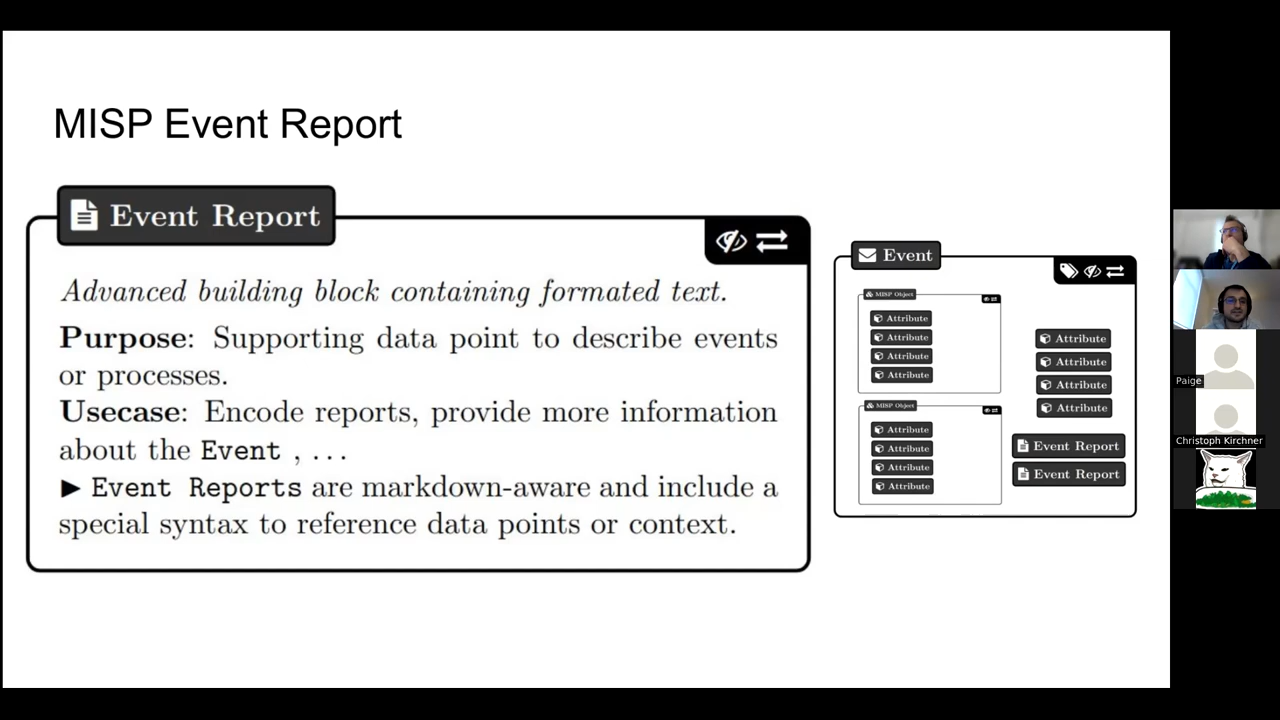 MISP Event Report
Event Report
Advanced building block containing formated text.
Purpose: Supporting data point to describe events
or processes.
Usecase: Encode reports, provide more information
about the Event , ...
▶ Event Reports are markdown-aware and include a
special syntax to reference data points or context.
Event
MISP Object
Attribute
Attribute
Attribute
Attribute
MISP Object
Attribute
Attribute
Attribute
Attribute
Attribute
Attribute
Attribute
Attribute
Event Report
Event Report
Paige
Christoph Kirchner